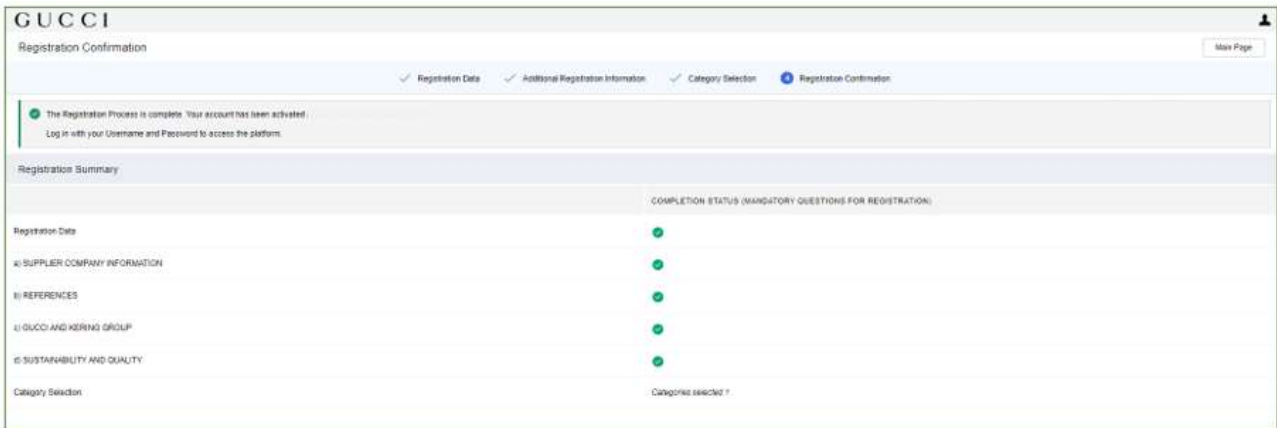 GUCCI
Registration Confirmation
Main Page
Registration Data
Additional Registration Information
Category Selection
4 Registration Confirmation
The Registration Process is complete. Your account has been activated.
Log in with your Username and Password to access the platform.
Registration Summary
COMPLETION STATUS (MANDATORY QUESTIONS FOR REGISTRATION)
Registration Data
a) SUPPLIER COMPANY INFORMATION
b) REFERENCES
c) GUCCI AND KERING GROUP
d) SUSTAINABILITY AND QUALITY
Category Selection
Categories selected